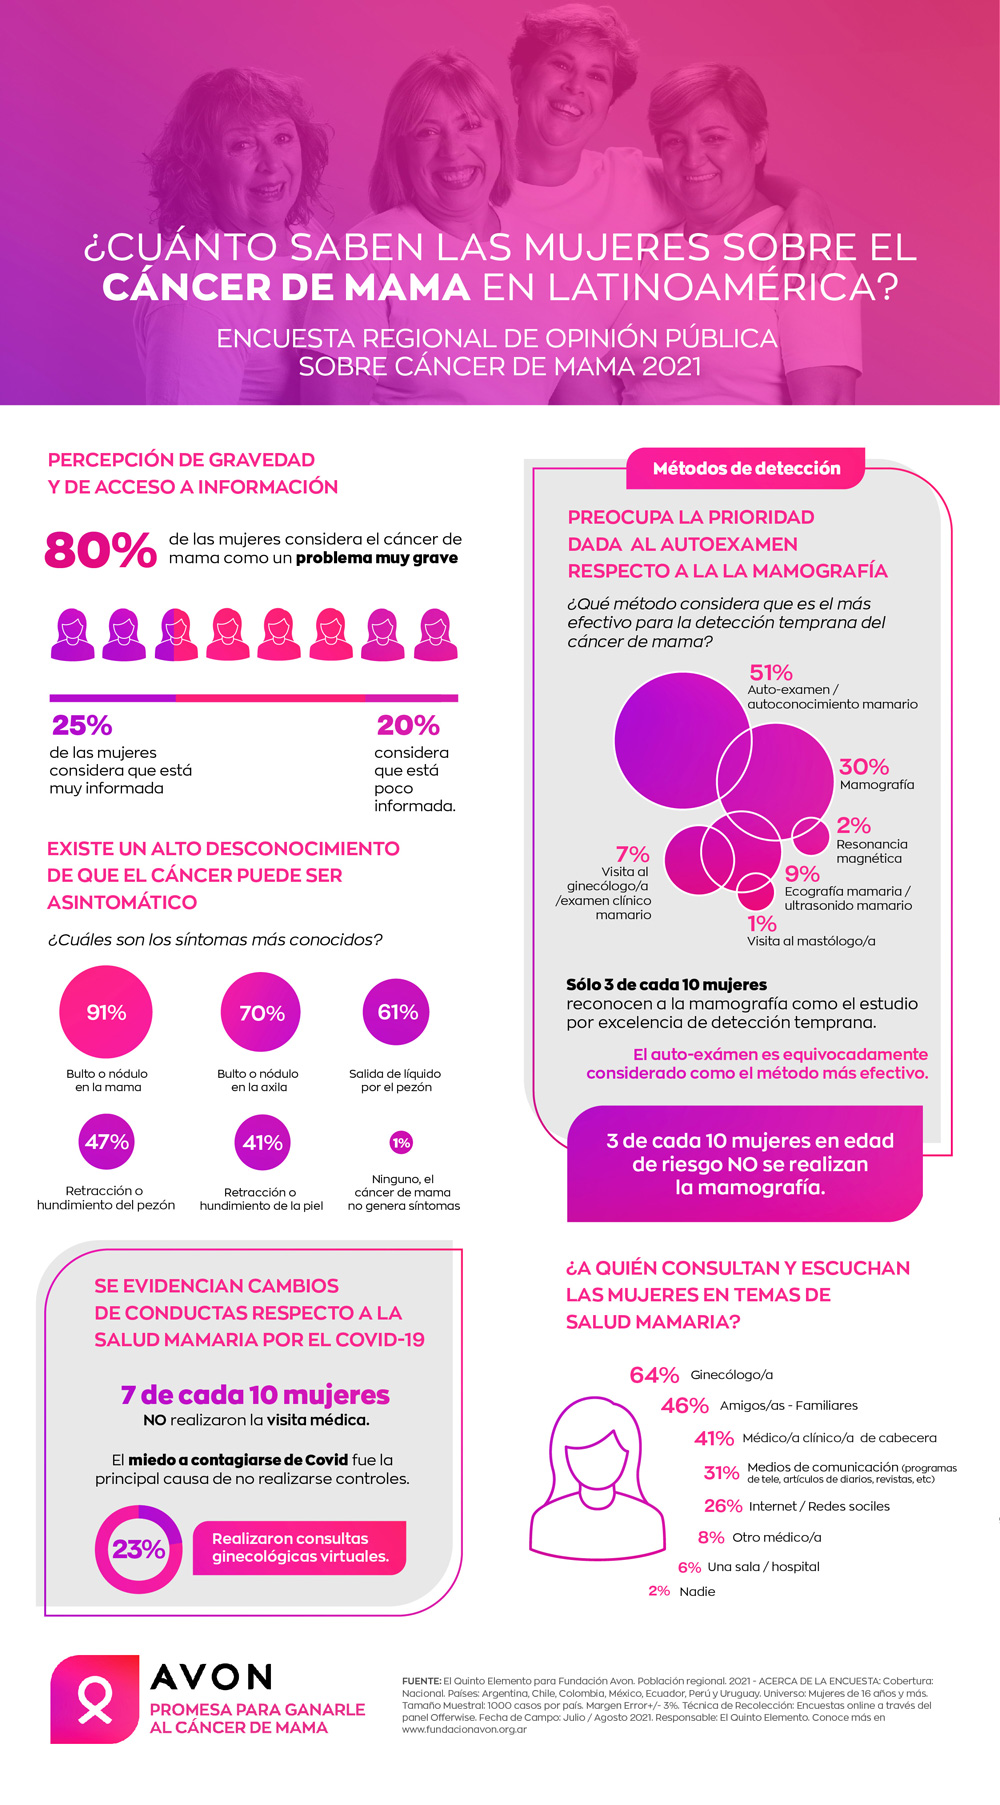 ¿CUÁNTO SABEN LAS MUJERES SOBRE EL
CÁNCER DE MAMA EN LATINOAMÉRICA?
ENCUESTA REGIONAL DE OPINIÓN PÚBLICA
SOBRE CÁNCER DE MAMA 2021
PERCEPCIÓN DE GRAVEDAD
Y DE ACCESO A INFORMACIÓN
80%
de las mujeres considera el cáncer de
mama como un problema muy grave
25%
de las mujeres
considera que está
muy informada
20%
considera
que está
poco
informada.
EXISTE UN ALTO DESCONOCIMIENTO
DE QUE EL CÁNCER PUEDE SER
ASINTOMÁTICO
¿Cuáles son los síntomas más conocidos?
91%
Bulto o nódulo
en la mama
70%
Bulto o nódulo
en la axila
61%
Salida de líquido
por el pezón
47%
Retracción o
hundimiento del pezón
41%
Retracción o
hundimiento de la piel
1%
Ninguno, el
cáncer de mama
no genera síntomas
SE EVIDENCIAN CAMBIOS
DE CONDUCTAS RESPECTO A LA
SALUD MAMARIA POR EL COVID-19
7 de cada 10 mujeres
NO realizaron la visita médica.
El miedo a contagiarse de Covid fue la
principal causa de no realizarse controles.
23%
Realizaron consultas
ginecológicas virtuales.
Métodos de detección
PREOCUPA LA PRIORIDAD
DADA AL AUTOEXAMEN
RESPECTO A LA LA MAMOGRAFÍA
¿Qué método considera que es el más
efectivo para la detección temprana del
cáncer de mama?
51%
Auto-examen /
autoconocimiento mamario
30%
Mamografía
2%
Resonancia
magnética
7%
Visita al
ginecólogo/a
/examen clínico
mamario
9%
Ecografía mamaria /
ultrasonido mamario
1%
Visita al mastólogo/a
Sólo 3 de cada 10 mujeres
reconocen a la mamografía como el estudio
por excelencia de detección temprana.
El auto-exámen es equivocadamente
considerado como el método más efectivo.
3 de cada 10 mujeres en edad
de riesgo NO se realizan
la mamografía.
¿A QUIÉN CONSULTAN Y ESCUCHAN
LAS MUJERES EN TEMAS DE
SALUD MAMARIA?
64% Ginecólogo/a
46% Amigos/as - Familiares
41% Médico/a clínico/a de cabecera
31% Medios de comunicación (programas
de tele, artículos de diarios, revistas, etc)
26% Internet / Redes sociles
8% Otro médico/a
6% Una sala / hospital
2% Nadie
AVON
PROMESA PARA GANARLE
AL CÁNCER DE MAMA
FUENTE: El Quinto Elemento para Fundación Avon. Población regional. 2021 - ACERCA DE LA ENCUESTA: Cobertura:
Nacional. Países: Argentina, Chile, Colombia, México, Ecuador, Perú y Uruguay. Universo: Mujeres de 16 años y más.
Tamaño Muestral: 1000 casos por país. Margen Error+/- 3%. Técnica de Recolección: Encuestas online a través del
panel Offerwise. Fecha de Campo: Julio / Agosto 2021. Responsable: El Quinto Elemento. Conoce más en
www.fundacionavon.org.ar